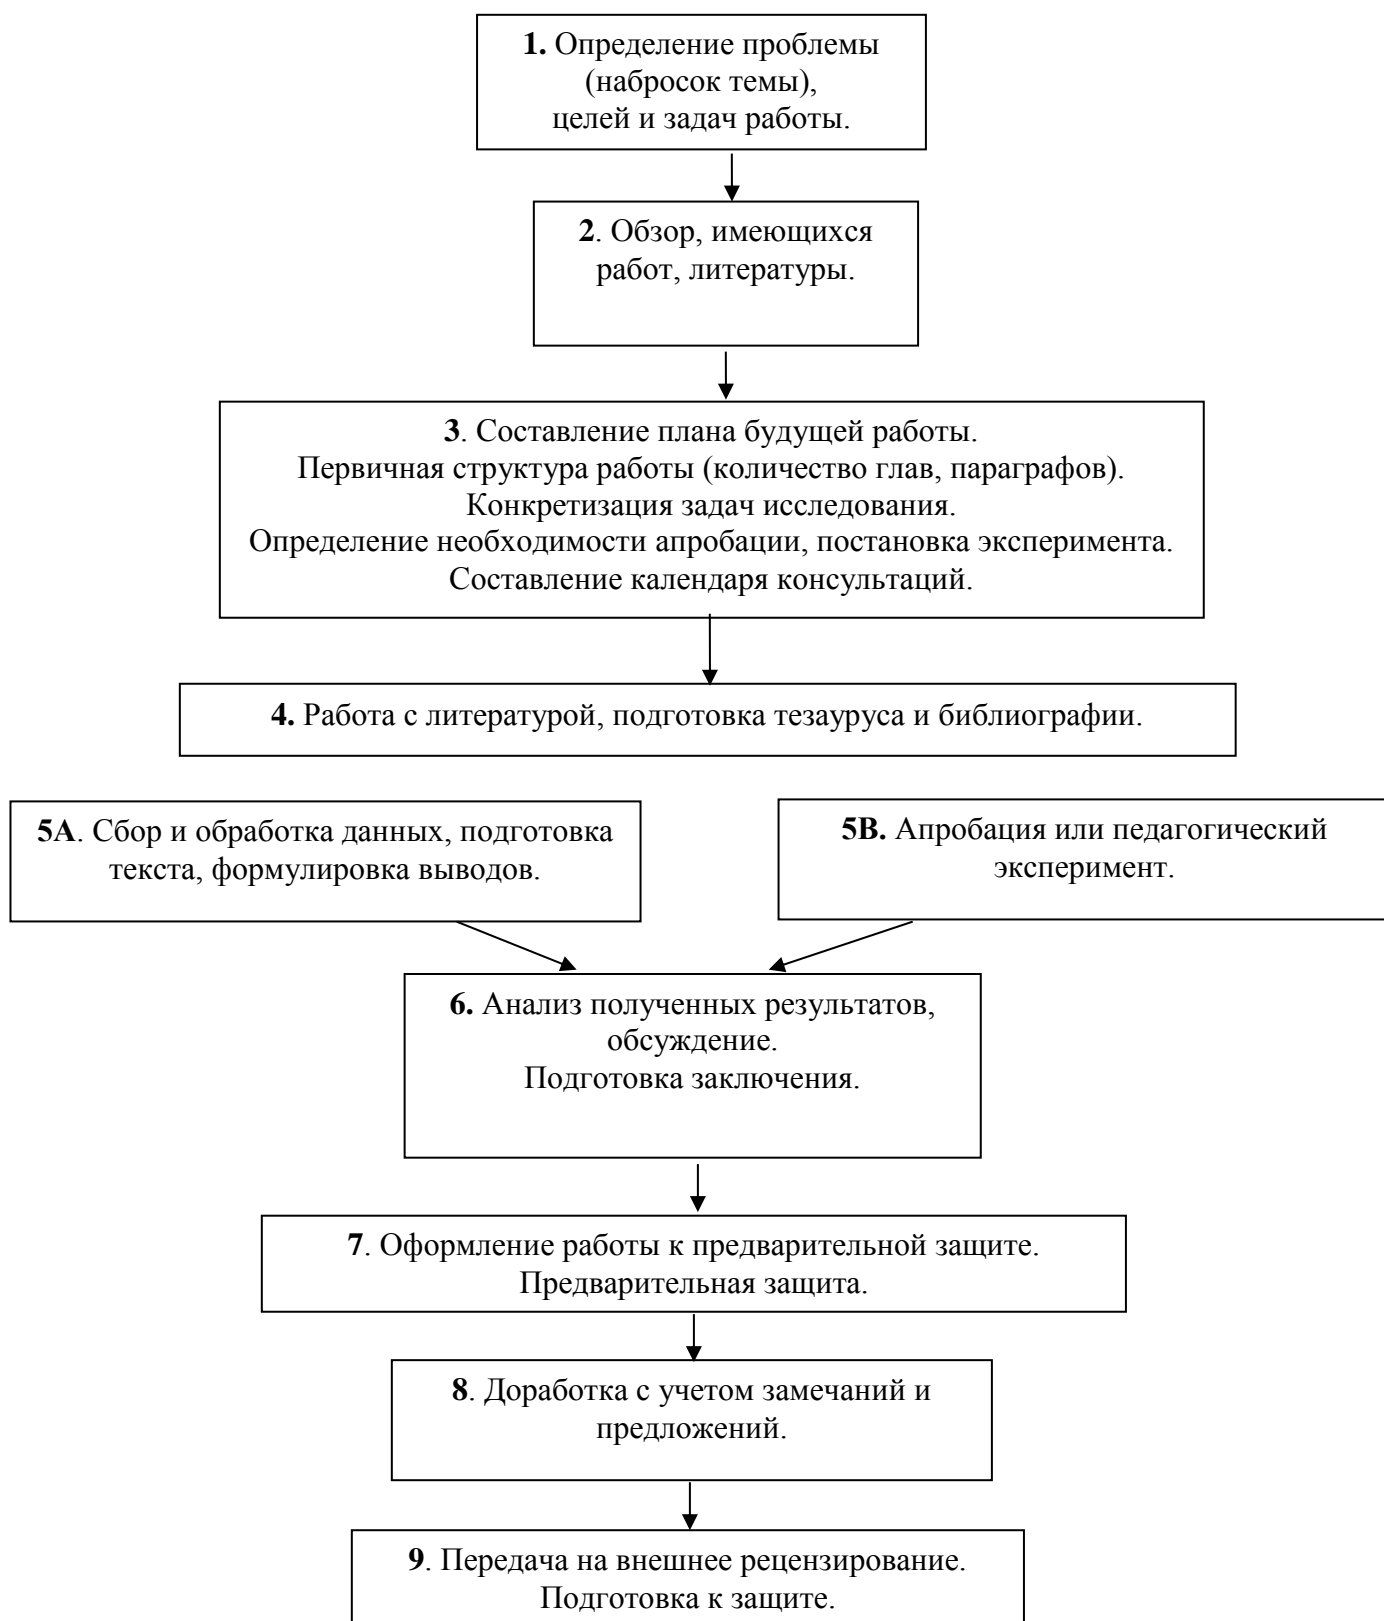 1. Определение проблемы
(набросок темы),
целей и задач работы.
2. Обзор, имеющихся
работ, литературы.
3. Составление плана будущей работы.
Первичная структура работы (количество глав, параграфов).
Конкретизация задач исследования.
Определение необходимости апробации, постановка эксперимента.
Составление календаря консультаций.
4. Работа с литературой, подготовка тезауруса и библиографии.
5А. Сбор и обработка данных, подготовка
текста, формулировка выводов.
5В. Апробация или педагогический
эксперимент.
6. Анализ полученных результатов,
обсуждение.
Подготовка заключения.
7. Оформление работы к предварительной защите.
Предварительная защита.
8. Доработка с учетом замечаний и
предложений.
9. Передача на внешнее рецензирование.
Подготовка к защите.